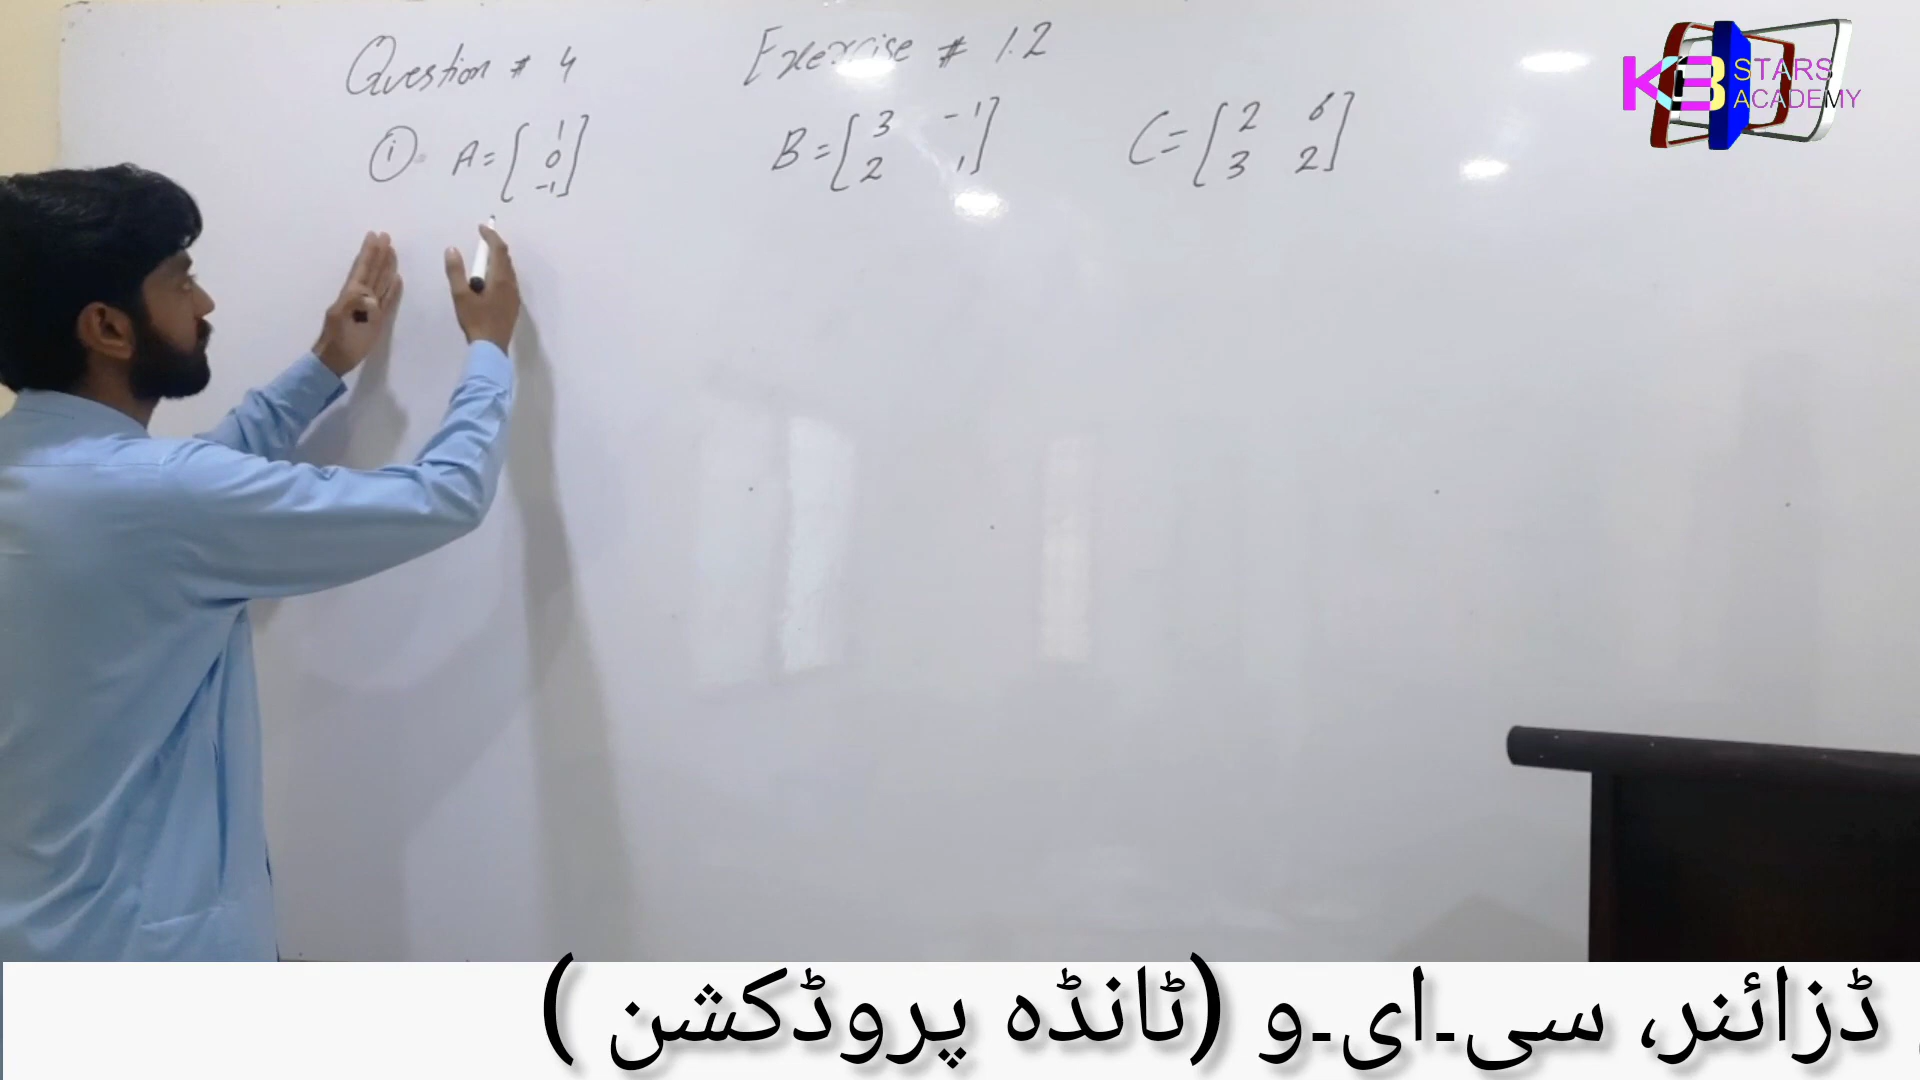 Question # 4 Exercise # 1.2
① A = [ 1 0 -1 ] B = [ 3 -1 2 1 ] C = [ 2 6 3 2 ]
KB STARS ACADEMY
ڈزائنر، سی۔ای۔و (ٹانڈہ پروڈکشن )